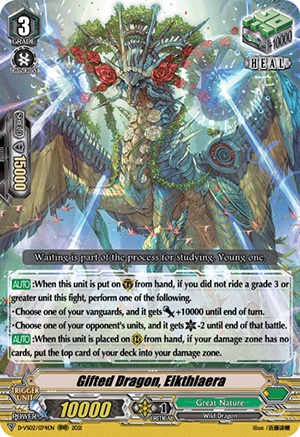 3
GRADE
+10000
HEAL
15000
Waiting is part of the process for studying, Young one.
AUTO :When this unit is put on from hand, if you did not ride a grade 3 or
greater unit this fight, perform one of the following.
·Choose one of your vanguards, and it gets +10000 until end of turn.
·Choose one of your opponent's units, and it gets -2 until end of that battle.
AUTO :When this unit is placed on from hand, if your damage zone has no
cards, put the top card of your deck into your damage zone.
Gifted Dragon, Eikthlaera
TRIGGER
UNIT
Great Nature
Wild Dragon
POWER
10000
1
CRITICAL
D-VS02/074EN RRR 2021
illust